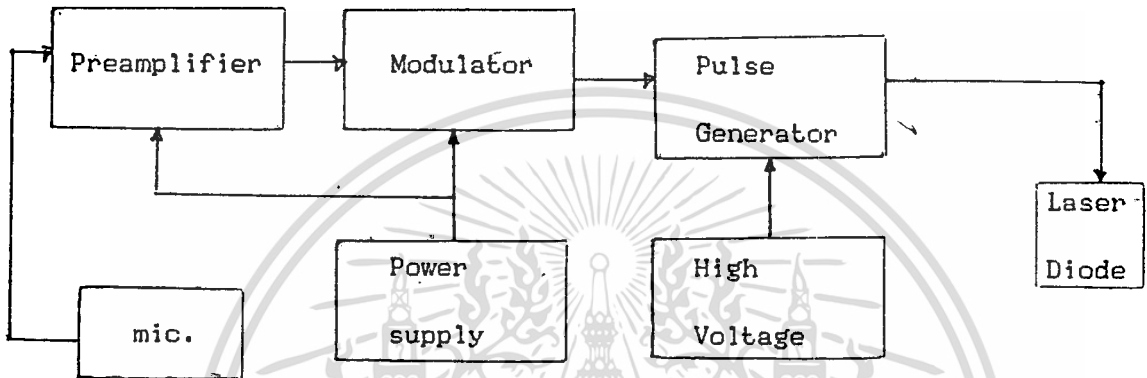 Preamplifier
Modulator
Pulse
Generator
Laser
Diode
Power
supply
High
Voltage
mic.